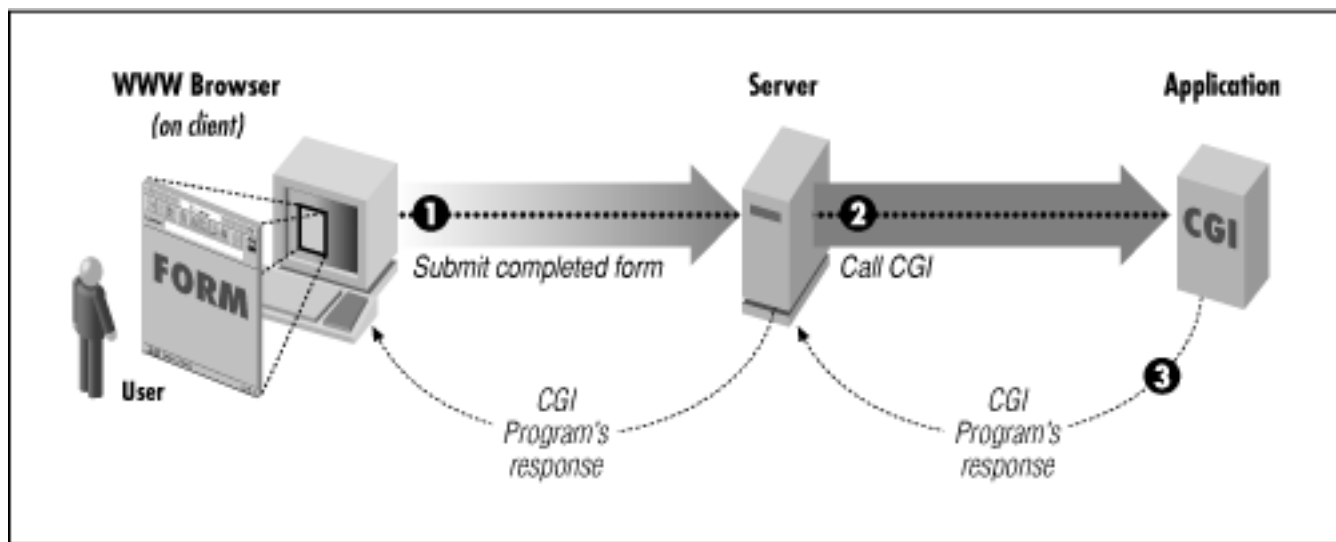 WWW Browser
(on client)
Server
Application
FORM
User
1
Submit completed form
2
Call CGI
CGI
3
CGI
Program's
response
CGI
Program's
response